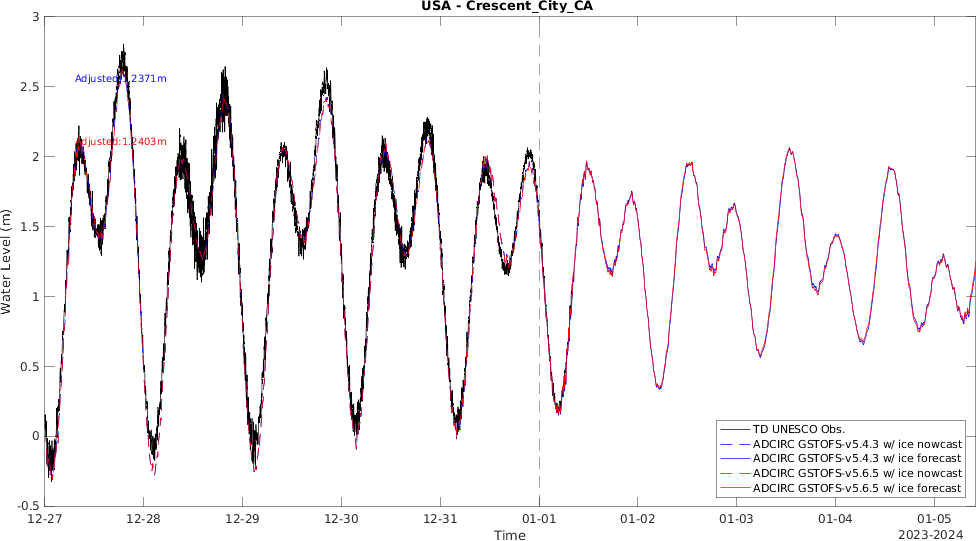 USA - Crescent_City_CA
3
2.5
2
1.5
1
0.5
0
-0.5
Water Level (m)
Adjusted:1.2371m
Adjusted:1.2403m
TD UNESCO Obs.
ADCIRC GSTOFS-v5.4.3 w/ ice nowcast
ADCIRC GSTOFS-v5.4.3 w/ ice forecast
ADCIRC GSTOFS-v5.6.5 w/ ice nowcast
ADCIRC GSTOFS-v5.6.5 w/ ice forecast
12-27 12-28 12-29 12-30 12-31 01-01 01-02 01-03 01-04 01-05
Time
2023-2024